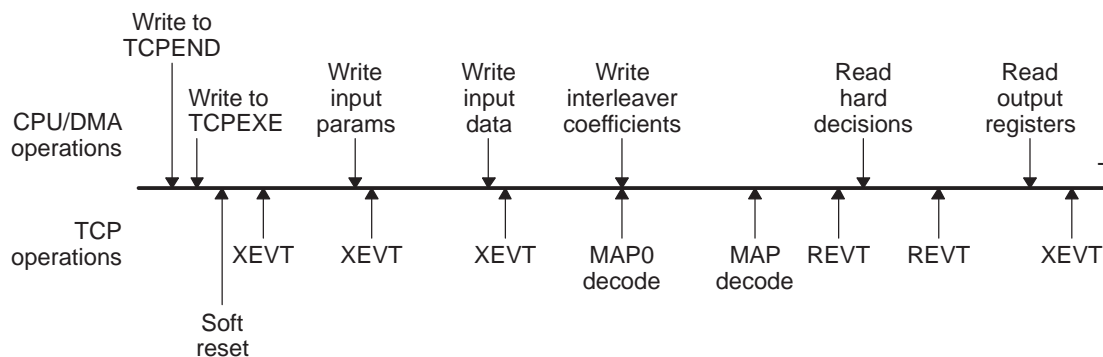 Write to
TCPEND
Write to
TCPEXE
Write
input
params
Write
input
data
Write
interleaver
coefficients
Read
hard
decisions
Read
output
registers
CPU/DMA
operations
TCP
operations
XEVT
XEVT
XEVT
MAP0
decode
MAP
decode
REVT
REVT
XEVT
Soft
reset